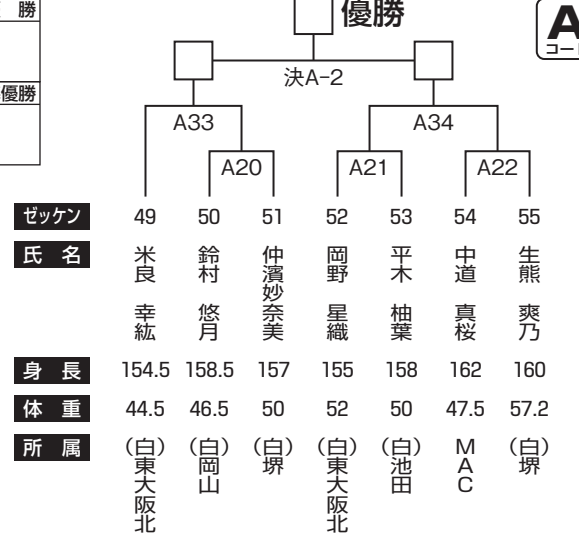 勝
優勝
優勝
A
コート
決A-2
A33 A34
A20 A21 A22
ゼッケン 49 50 51 52 53 54 55
氏 名 米良 幸紘 鈴村 悠月 仲濱妙奈美 岡野 星織 平木 柚葉 中道 真桜 生熊 爽乃
身 長 154.5 158.5 157 155 158 162 160
体 重 44.5 46.5 50 52 50 47.5 57.2
所 属 (白)東大阪北 (白)岡山 (白)堺 (白)東大阪北 (白)池田 MAC (白)堺